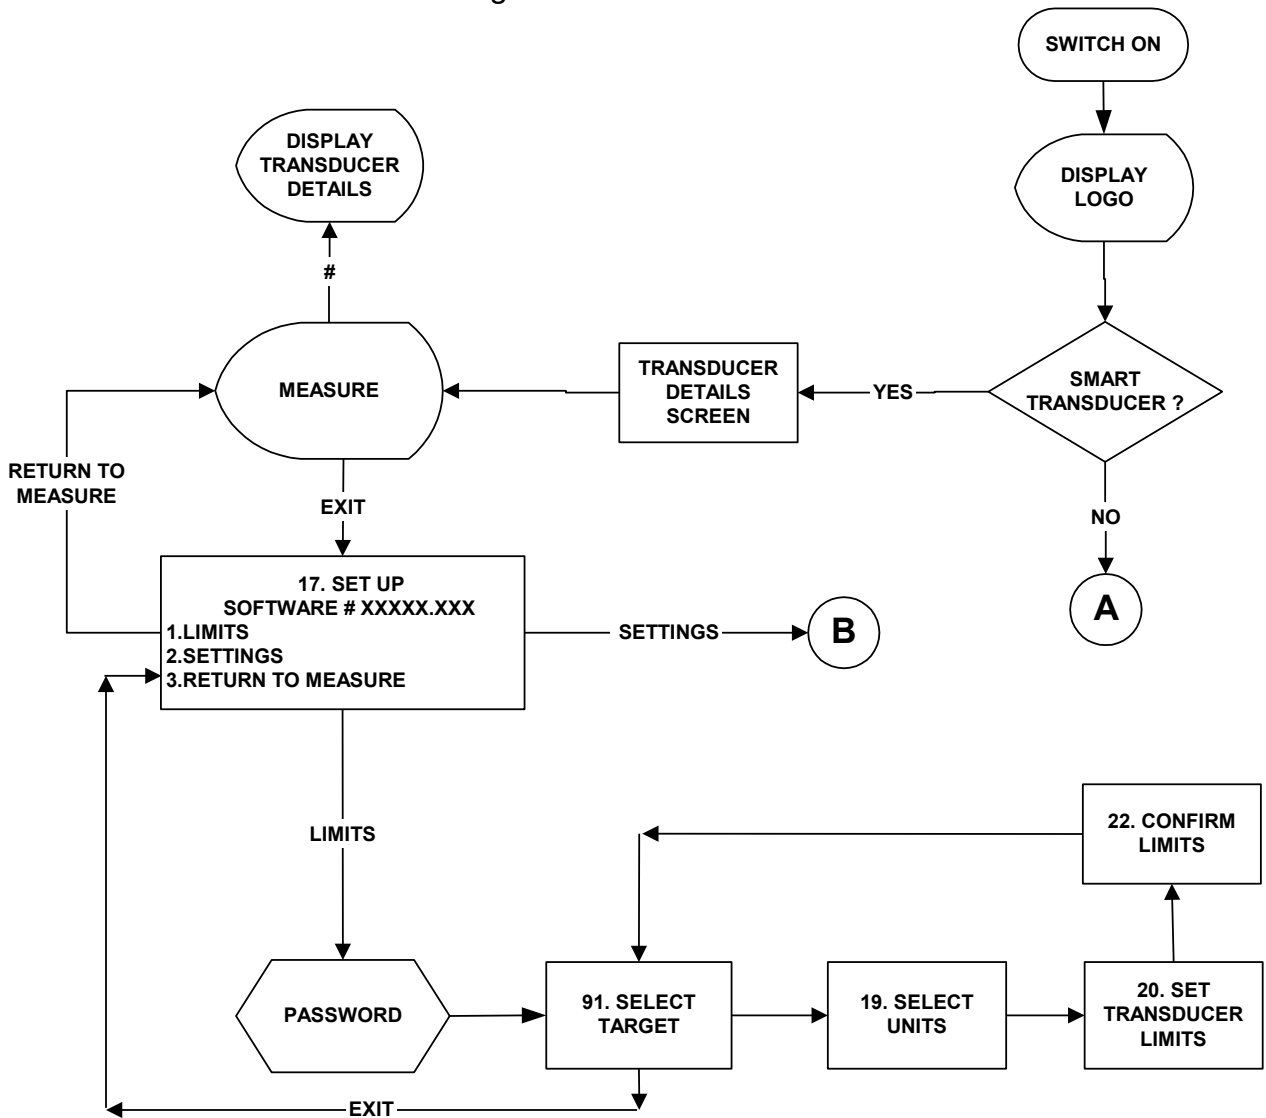 SWITCH ON
DISPLAY
TRANSDUCER
DETAILS
DISPLAY
LOGO
#
MEASURE
TRANSDUCER
DETAILS
SCREEN
YES
SMART
TRANSDUCER ?
RETURN TO
MEASURE
EXIT
NO
17. SET UP
SOFTWARE # XXXXX.XXX
1.LIMITS
2.SETTINGS
3.RETURN TO MEASURE
SETTINGS
B
A
LIMITS
22. CONFIRM
LIMITS
PASSWORD
91. SELECT
TARGET
19. SELECT
UNITS
20. SET
TRANSDUCER
LIMITS
EXIT